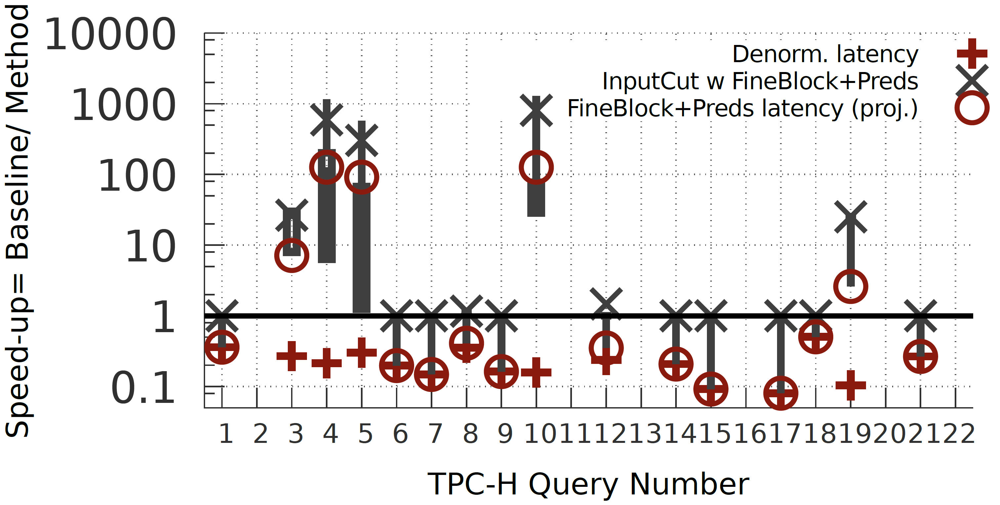 Speed-up= Baseline/ Method
10000
1000
100
10
1
0.1
Denorm. latency
InputCut w FineBlock+Preds
FineBlock+Preds latency (proj.)
1 2 3 4 5 6 7 8 9 10 11 12 13 14 15 16 17 18 19 20 21 22
TPC-H Query Number